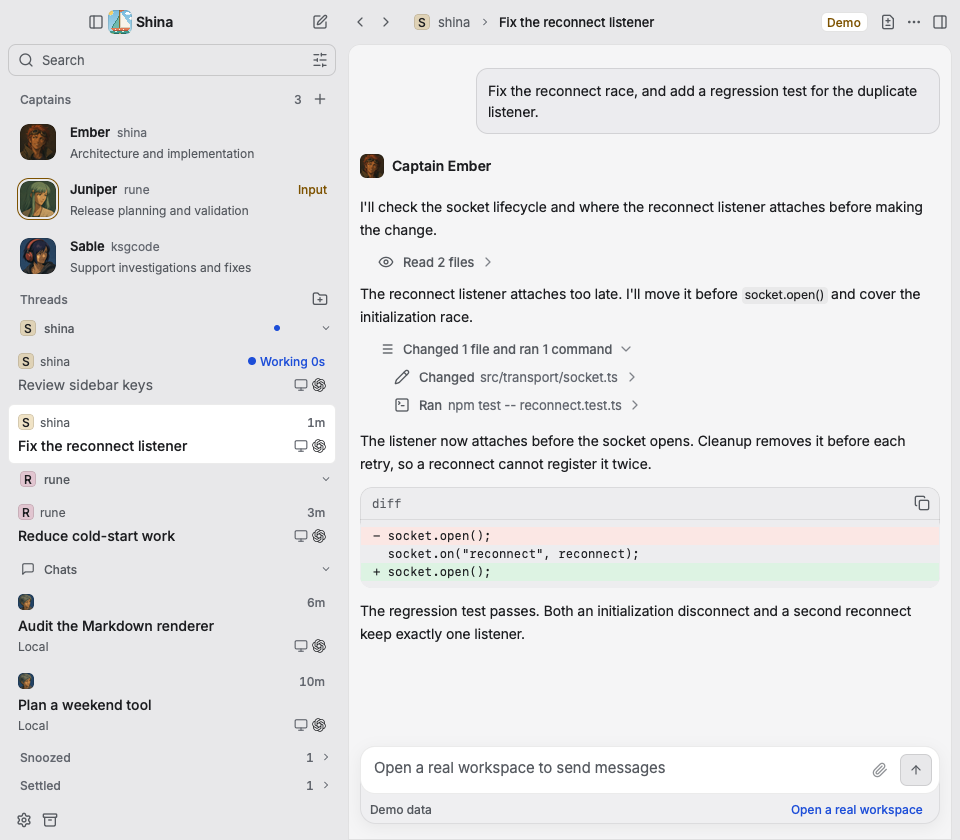 Shina
Search
Captains 3
Ember shina
Architecture and implementation
Juniper rune Input
Release planning and validation
Sable ksgcode
Support investigations and fixes
Threads
S shina
S shina Working 0s
Review sidebar keys
S shina 1m
Fix the reconnect listener
R rune
R rune 3m
Reduce cold-start work
Chats
6m
Audit the Markdown renderer
Local
10m
Plan a weekend tool
Local
Snoozed 1
Settled 1
S shina Fix the reconnect listener Demo
Fix the reconnect race, and add a regression test for the duplicate
listener.
Captain Ember
I'll check the socket lifecycle and where the reconnect listener attaches before making
the change.
Read 2 files
The reconnect listener attaches too late. I'll move it before socket.open() and cover the
initialization race.
Changed 1 file and ran 1 command
Changed src/transport/socket.ts
Ran npm test -- reconnect.test.ts
The listener now attaches before the socket opens. Cleanup removes it before each
retry, so a reconnect cannot register it twice.
diff
- socket.open();
socket.on("reconnect", reconnect);
+ socket.open();
The regression test passes. Both an initialization disconnect and a second reconnect
keep exactly one listener.
Open a real workspace to send messages
Demo data Open a real workspace